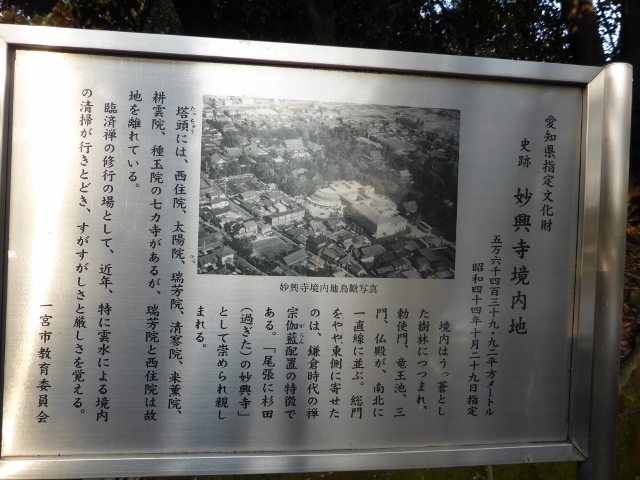 愛知県指定文化財
史跡 妙興寺境内地
五万六千四百三十九・九二平方メートル
昭和四十四年十月二十九日指定
境内はうっ蒼とし
た樹林につつまれ、
勅使門、竜王池、三
門、仏殿が、南北に
一直線に並ぶ。総門
をやや東側に寄せた
のは、鎌倉時代の禅
宗伽藍配置の特徴で
がらん
ある。「尾張に杉田
(過ぎた)の妙興寺」
として崇められ親し
まれる。
妙興寺境内地鳥瞰写真
たっちゅう
塔頭には、西住院、太陽院、瑞芳院、清㝫院、来薫院、
耕雲院、種玉院の七カ寺があるが、瑞芳院と西住院は故
地を離れている。
臨済禅の修行の場として、近年、特に雲水による境内
の清掃が行きとどき、すがすがしさと厳しさを覚える。
一宮市教育委員会